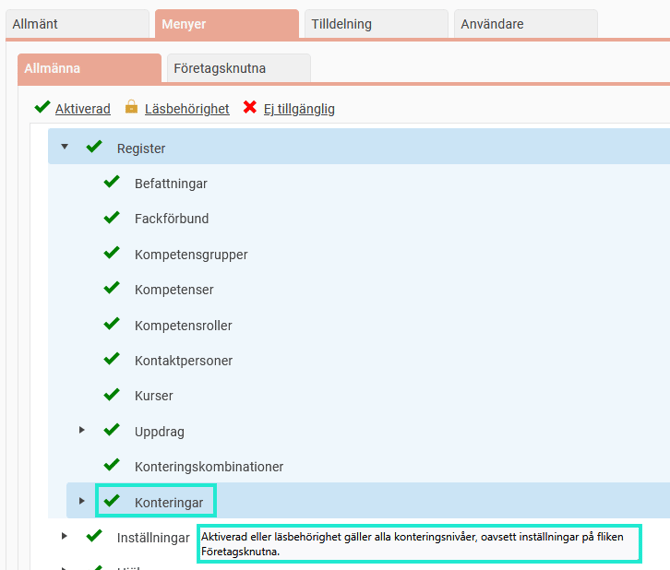 Allmänt Menyer Tilldelning Användare
Allmänna Företagsknutna
Aktiverad Läsbehörighet Ej tillgänglig
Register
Befattningar
Fackförbund
Kompetensgrupper
Kompetenser
Kompetensroller
Kontaktpersoner
Kurser
Uppdrag
Konteringskombinationer
Konteringar
Inställningar
Aktiverad eller läsbehörighet gäller alla konteringsnivåer, oavsett inställningar på fliken
Företagsknutna.